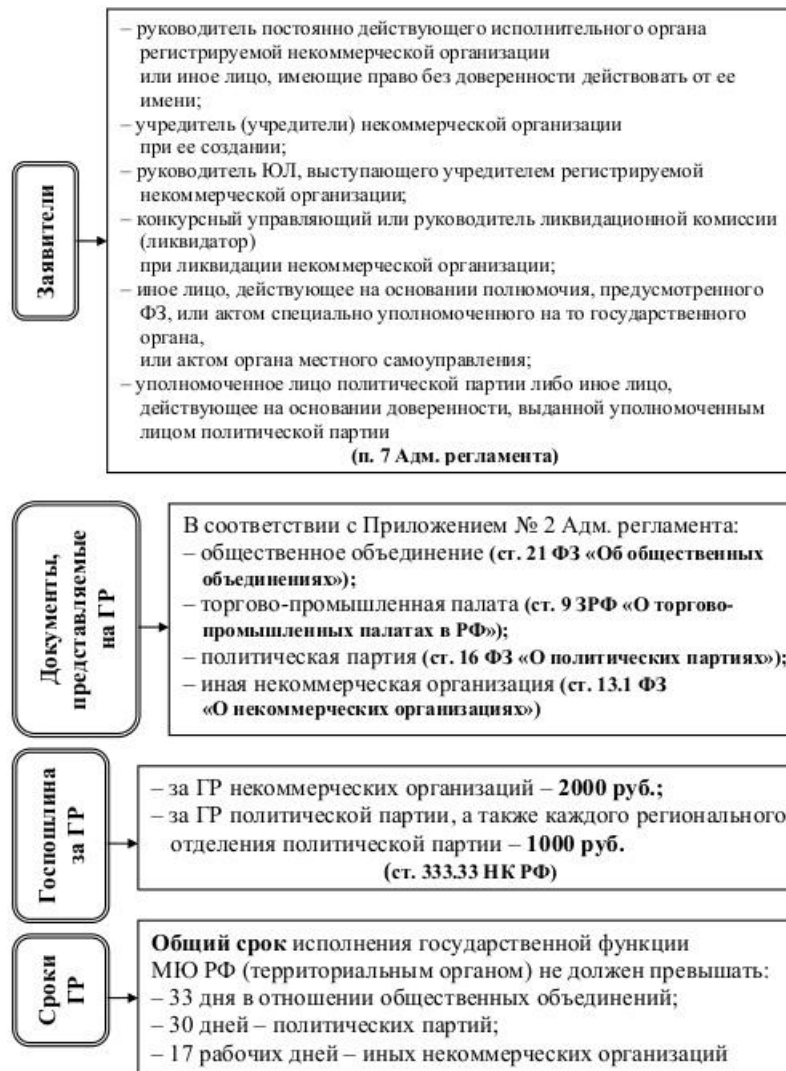 Заявители
– руководитель постоянно действующего исполнительного органа
регистрируемой некоммерческой организации
или иное лицо, имеющие право без доверенности действовать от ее
имени;
– учредитель (учредители) некоммерческой организации
при ее создании;
– руководитель ЮЛ, выступающего учредителем регистрируемой
некоммерческой организации;
– конкурсный управляющий или руководитель ликвидационной комиссии
(ликвидатор)
при ликвидации некоммерческой организации;
– иное лицо, действующее на основании полномочия, предусмотренного
ФЗ, или актом специально уполномоченного на то государственного
органа,
или актом органа местного самоуправления;
– уполномоченное лицо политической партии либо иное лицо,
действующее на основании доверенности, выданной уполномоченным
лицом политической партии
(п. 7 Адм. регламента)
Документы,
представляемые
на ГР
В соответствии с Приложением № 2 Адм. регламента:
– общественное объединение (ст. 21 ФЗ «Об общественных
объединениях»);
– торгово-промышленная палата (ст. 9 ЗРФ «О торгово-
промышленных палатах в РФ»);
– политическая партия (ст. 16 ФЗ «О политических партиях»);
– иная некоммерческая организация (ст. 13.1 ФЗ
«О некоммерческих организациях»)
Госпошлина
за ГР
– за ГР некоммерческих организаций – 2000 руб.;
– за ГР политической партии, а также каждого регионального
отделения политической партии – 1000 руб.
(ст. 333.33 НК РФ)
Сроки
ГР
Общий срок исполнения государственной функции
МЮ РФ (территориальным органом) не должен превышать:
– 33 дня в отношении общественных объединений;
– 30 дней – политических партий;
– 17 рабочих дней – иных некоммерческих организаций